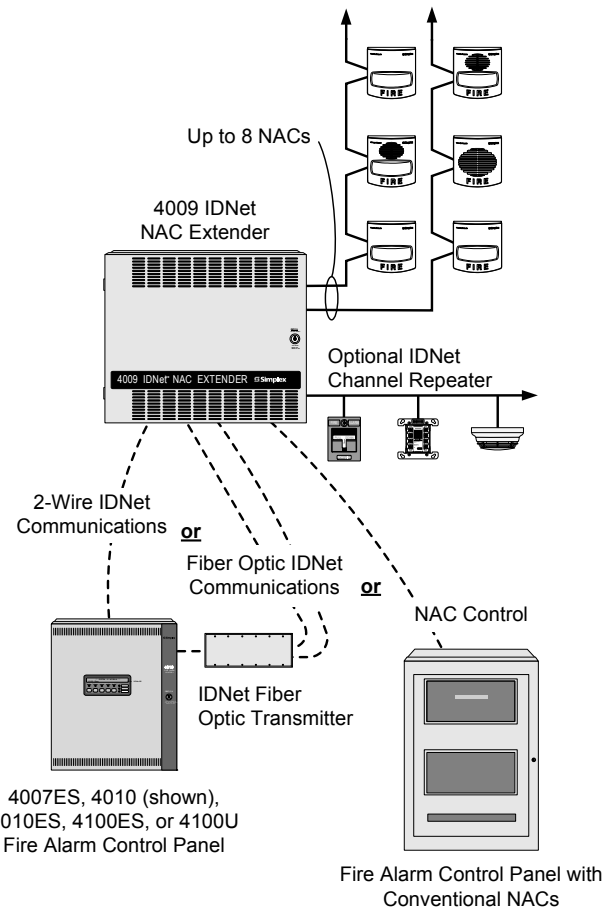 Up to 8 NACs
FIRE
FIRE
FIRE
FIRE
FIRE
FIRE
4009 IDNet
NAC Extender
4009 IDNet™ NAC EXTENDER Simplex
Optional IDNet
Channel Repeater
2-Wire IDNet
Communications
or
Fiber Optic IDNet
Communications
or
NAC Control
4010
IDNet Fiber
Optic Transmitter
4007ES, 4010 (shown),
010ES, 4100ES, or 4100U
Fire Alarm Control Panel
Fire Alarm Control Panel with
Conventional NACs